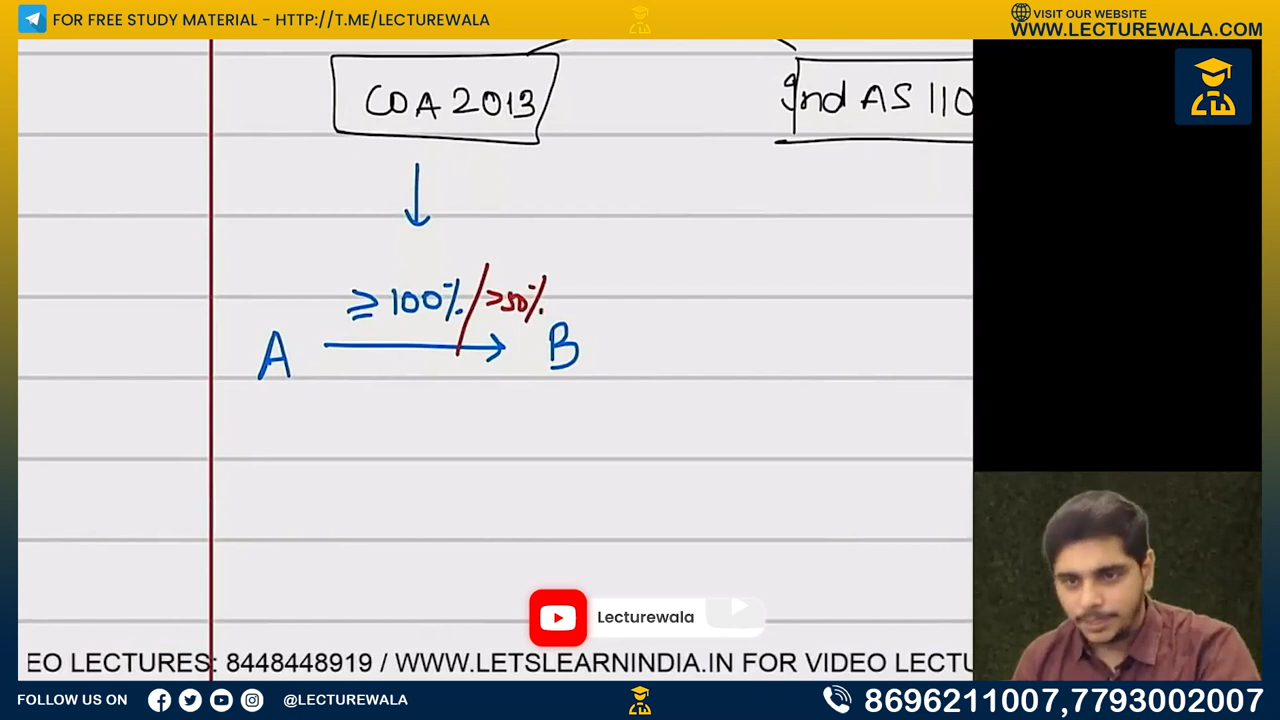 FOR FREE STUDY MATERIAL - HTTP://T.ME/LECTUREWALA
VISIT OUR WEBSITE
WWW.LECTUREWALA.COM
COA 2013
Ind AS 110
≥ 100% / >50%
A → B
Lecturewala
EO LECTURES: 8448448919 / WWW.LETSLEARNINDIA.IN FOR VIDEO LECTU
FOLLOW US ON
@LECTUREWALA
8696211007,7793002007